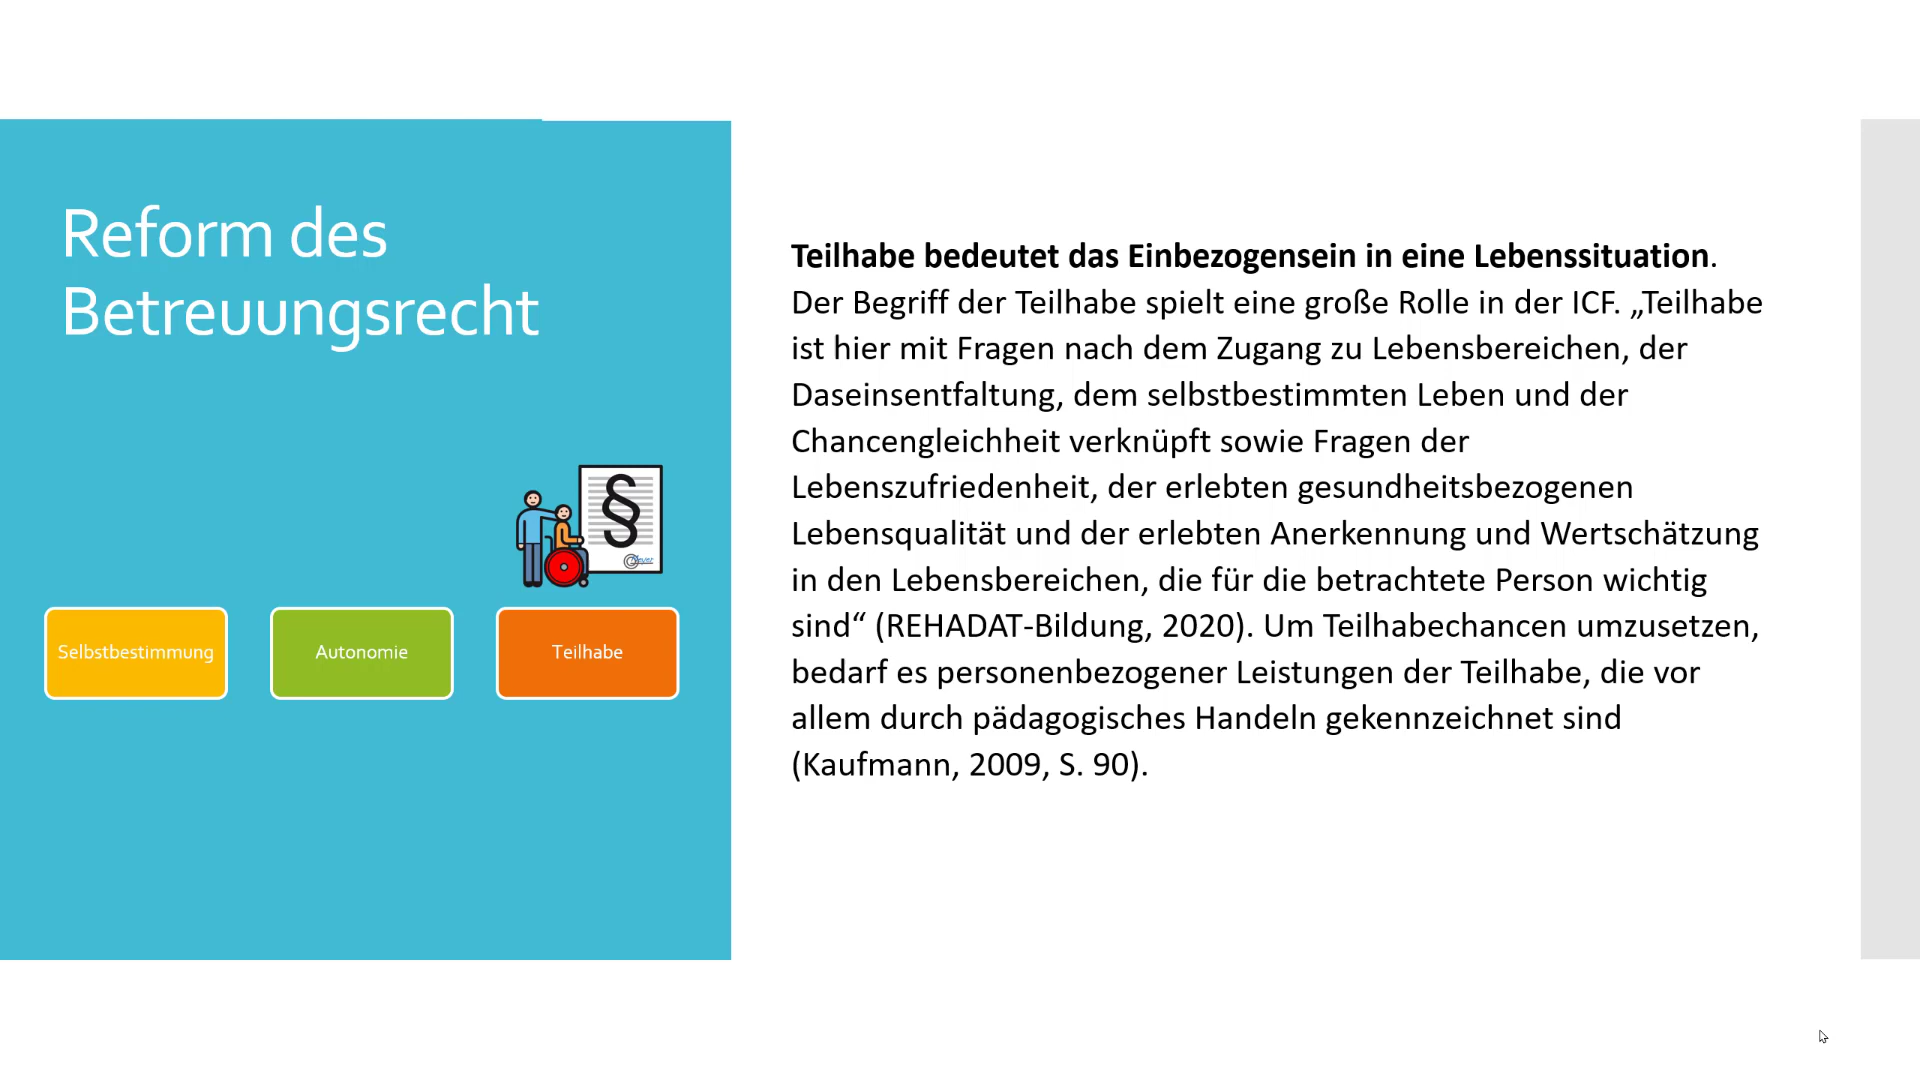 Reform des
Betreuungsrecht
§
Selbstbestimmung
Autonomie
Teilhabe
Teilhabe bedeutet das Einbezogensein in eine Lebenssituation.
Der Begriff der Teilhabe spielt eine große Rolle in der ICF. „Teilhabe
ist hier mit Fragen nach dem Zugang zu Lebensbereichen, der
Daseinsentfaltung, dem selbstbestimmten Leben und der
Chancengleichheit verknüpft sowie Fragen der
Lebenszufriedenheit, der erlebten gesundheitsbezogenen
Lebensqualität und der erlebten Anerkennung und Wertschätzung
in den Lebensbereichen, die für die betrachtete Person wichtig
sind“ (REHADAT-Bildung, 2020). Um Teilhabechancen umzusetzen,
bedarf es personenbezogener Leistungen der Teilhabe, die vor
allem durch pädagogisches Handeln gekennzeichnet sind
(Kaufmann, 2009, S. 90).